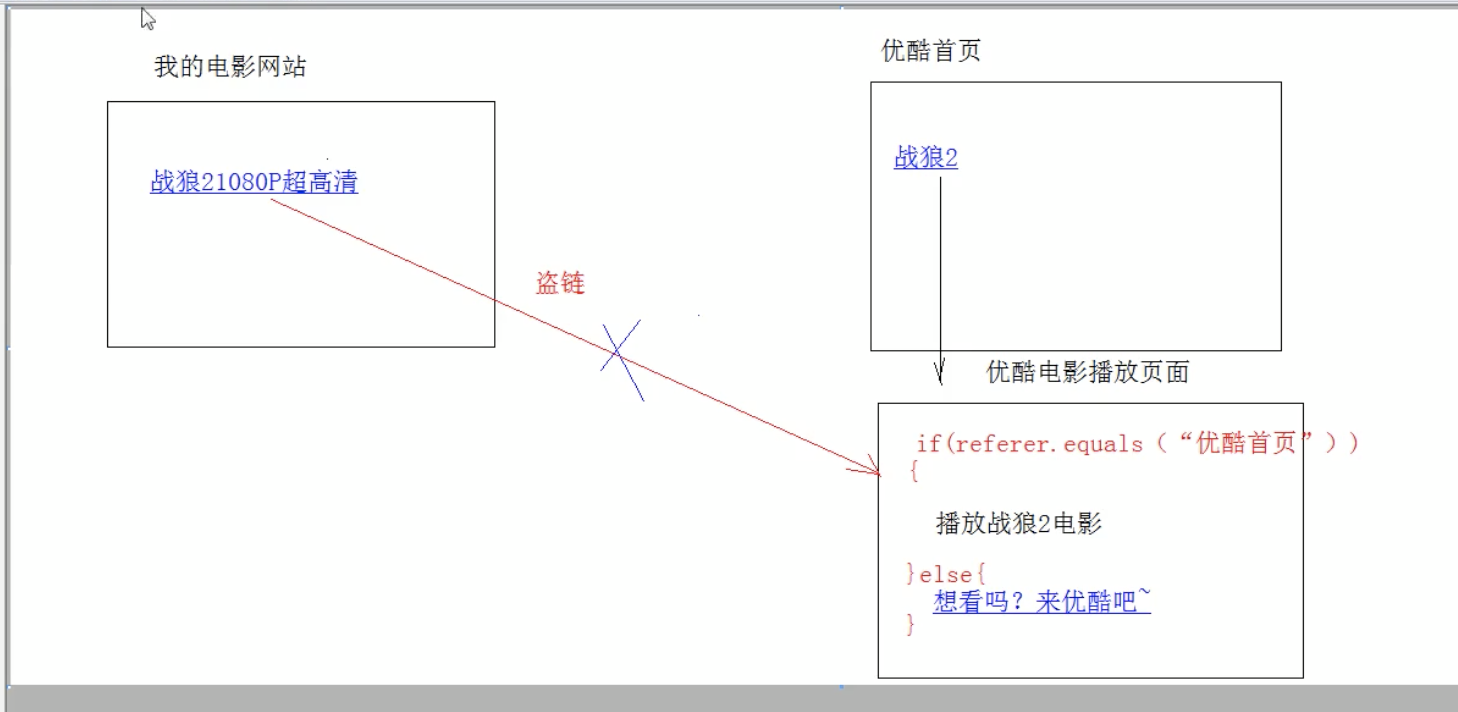 我的电影网站
战狼21080P超高清
盗链
优酷首页
战狼2
优酷电影播放页面
if(referer.equals（“优酷首页”））
{
播放战狼2电影
}else{
想看吗？来优酷吧~
}